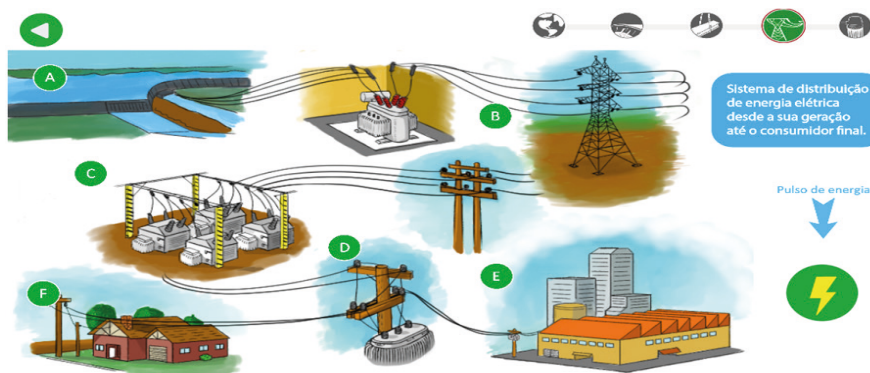 A
B
Sistema de distribuição
de energia elétrica
desde a sua geração
até o consumidor final.
C
Pulso de energia
D
E
F